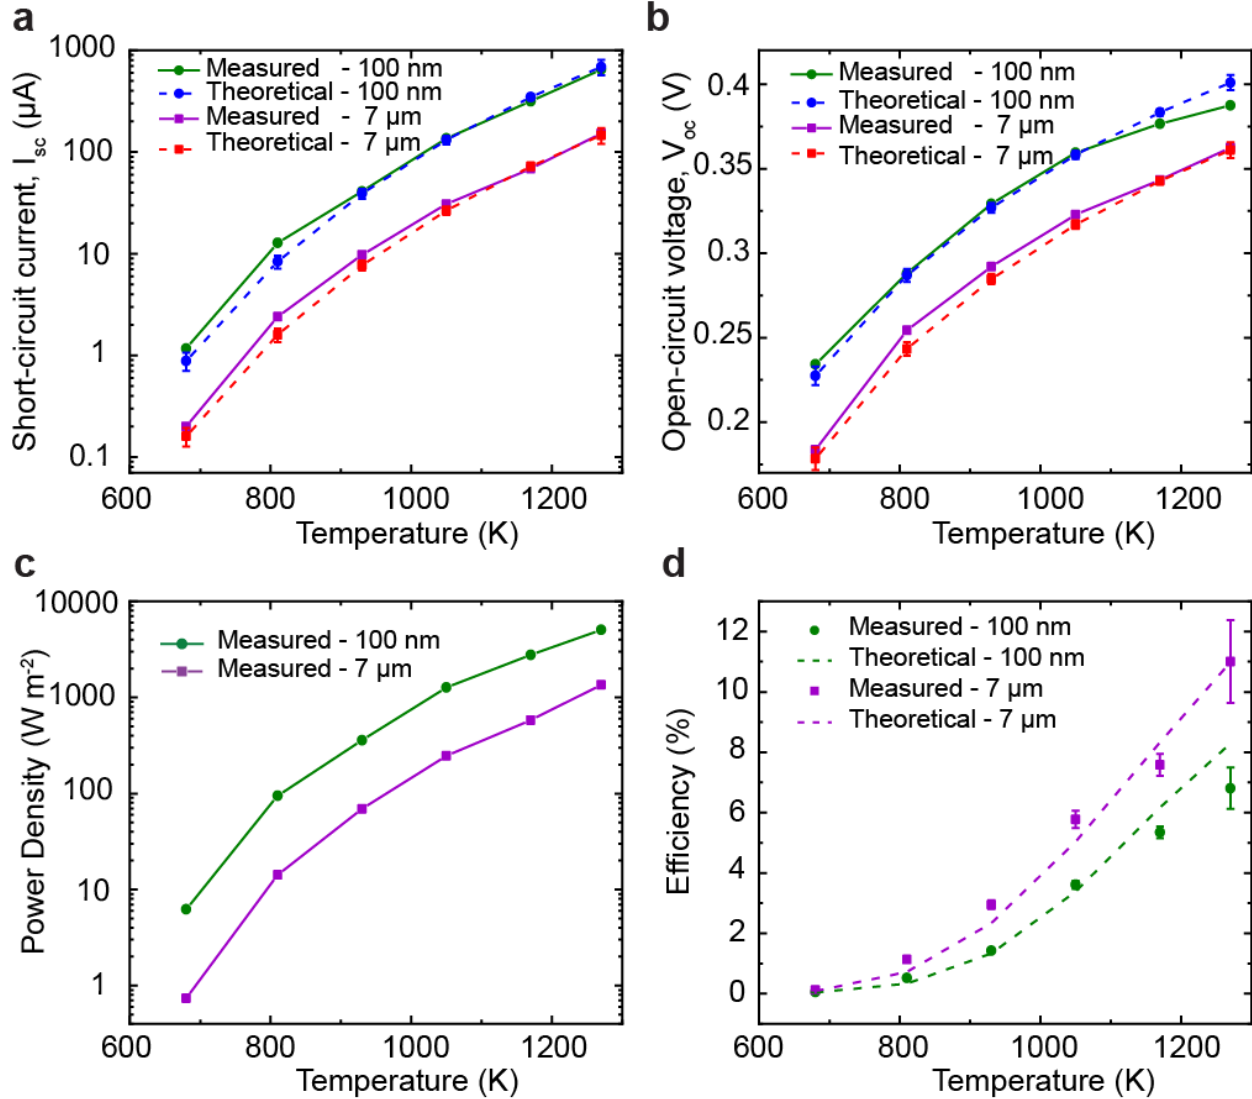 a
Short-circuit current, Isc (µA)
1000
100
10
1
0.1
Measured - 100 nm
Theoretical - 100 nm
Measured - 7 µm
Theoretical - 7 µm
600 800 1000 1200
Temperature (K)
b
Open-circuit voltage, Voc (V)
0.4
0.35
0.3
0.25
0.2
Measured - 100 nm
Theoretical - 100 nm
Measured - 7 µm
Theoretical - 7 µm
600 800 1000 1200
Temperature (K)
c
Power Density (W m-2)
10000
1000
100
10
1
Measured - 100 nm
Measured - 7 µm
600 800 1000 1200
Temperature (K)
d
Efficiency (%)
12
10
8
6
4
2
0
Measured - 100 nm
Theoretical - 100 nm
Measured - 7 µm
Theoretical - 7 µm
600 800 1000 1200
Temperature (K)